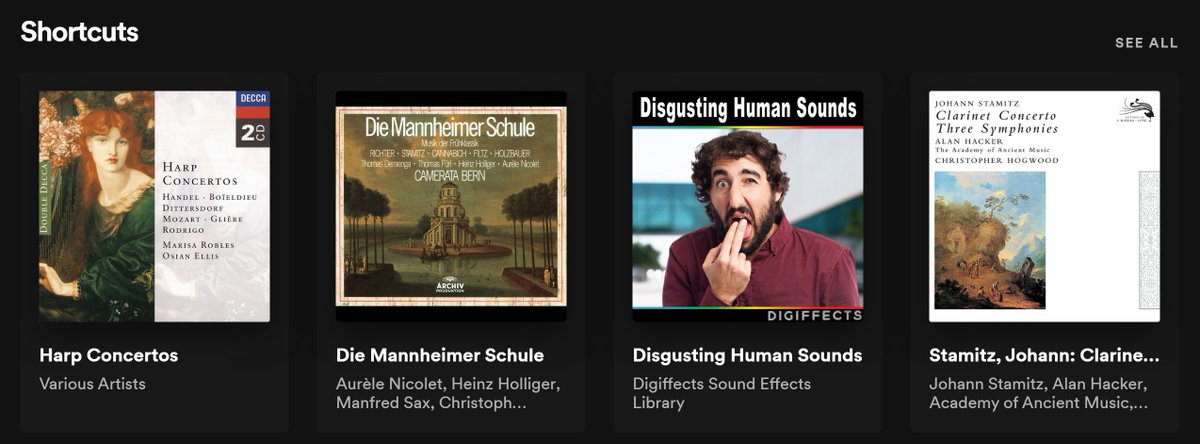 Shortcuts
SEE ALL
DECCA
2CD
DOUBLE DECCA
HARP
CONCERTOS
HANDEL · BOÏELDIEU
DITTERSDORF
MOZART · GLIÈRE
RODRIGO
MARISA ROBLES
OSIAN ELLIS
Harp Concertos
Various Artists
Die Mannheimer Schule
Musik der Frühklassik
RICHTER · STAMITZ · CANNABICH · FILTZ · HOLZBAUER
Thomas Demenga · Thomas Füri · Heinz Holliger · Aurèle Nicolet
CAMERATA BERN
ARCHIV
PRODUKTION
Die Mannheimer Schule
Aurèle Nicolet, Heinz Holliger,
Manfred Sax, Christoph...
Disgusting Human Sounds
DIGIFFECTS
Disgusting Human Sounds
Digiffects Sound Effects
Library
JOHANN STAMITZ
Clarinet Concerto
Three Symphonies
ALAN HACKER
The Academy of Ancient Music
CHRISTOPHER HOGWOOD
Stamitz, Johann: Clarine...
Johann Stamitz, Alan Hacker,
Academy of Ancient Music,...